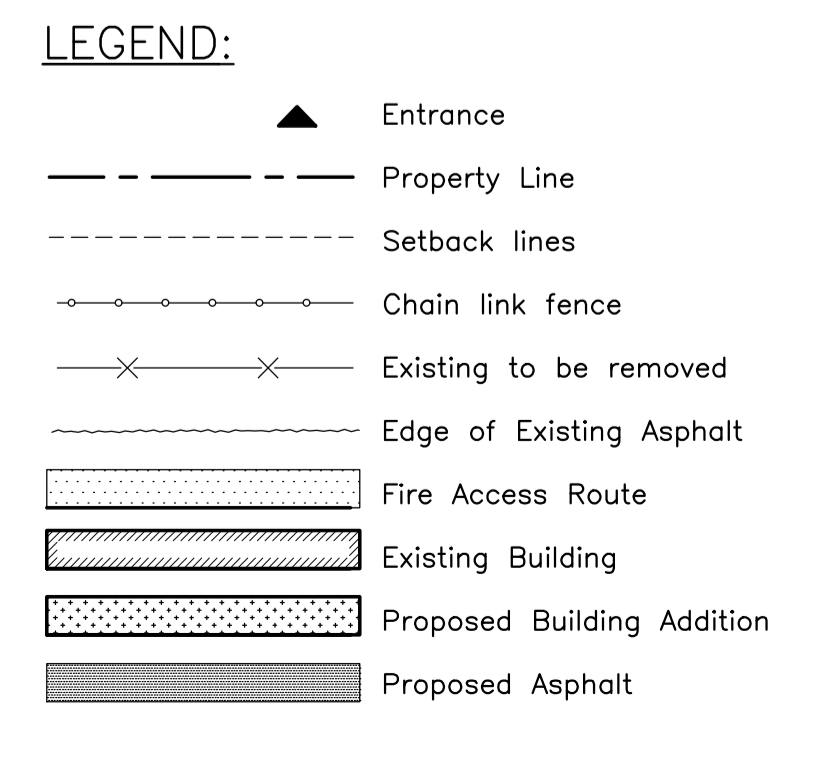 LEGEND:
Entrance
Property Line
Setback lines
Chain link fence
Existing to be removed
Edge of Existing Asphalt
Fire Access Route
Existing Building
Proposed Building Addition
Proposed Asphalt